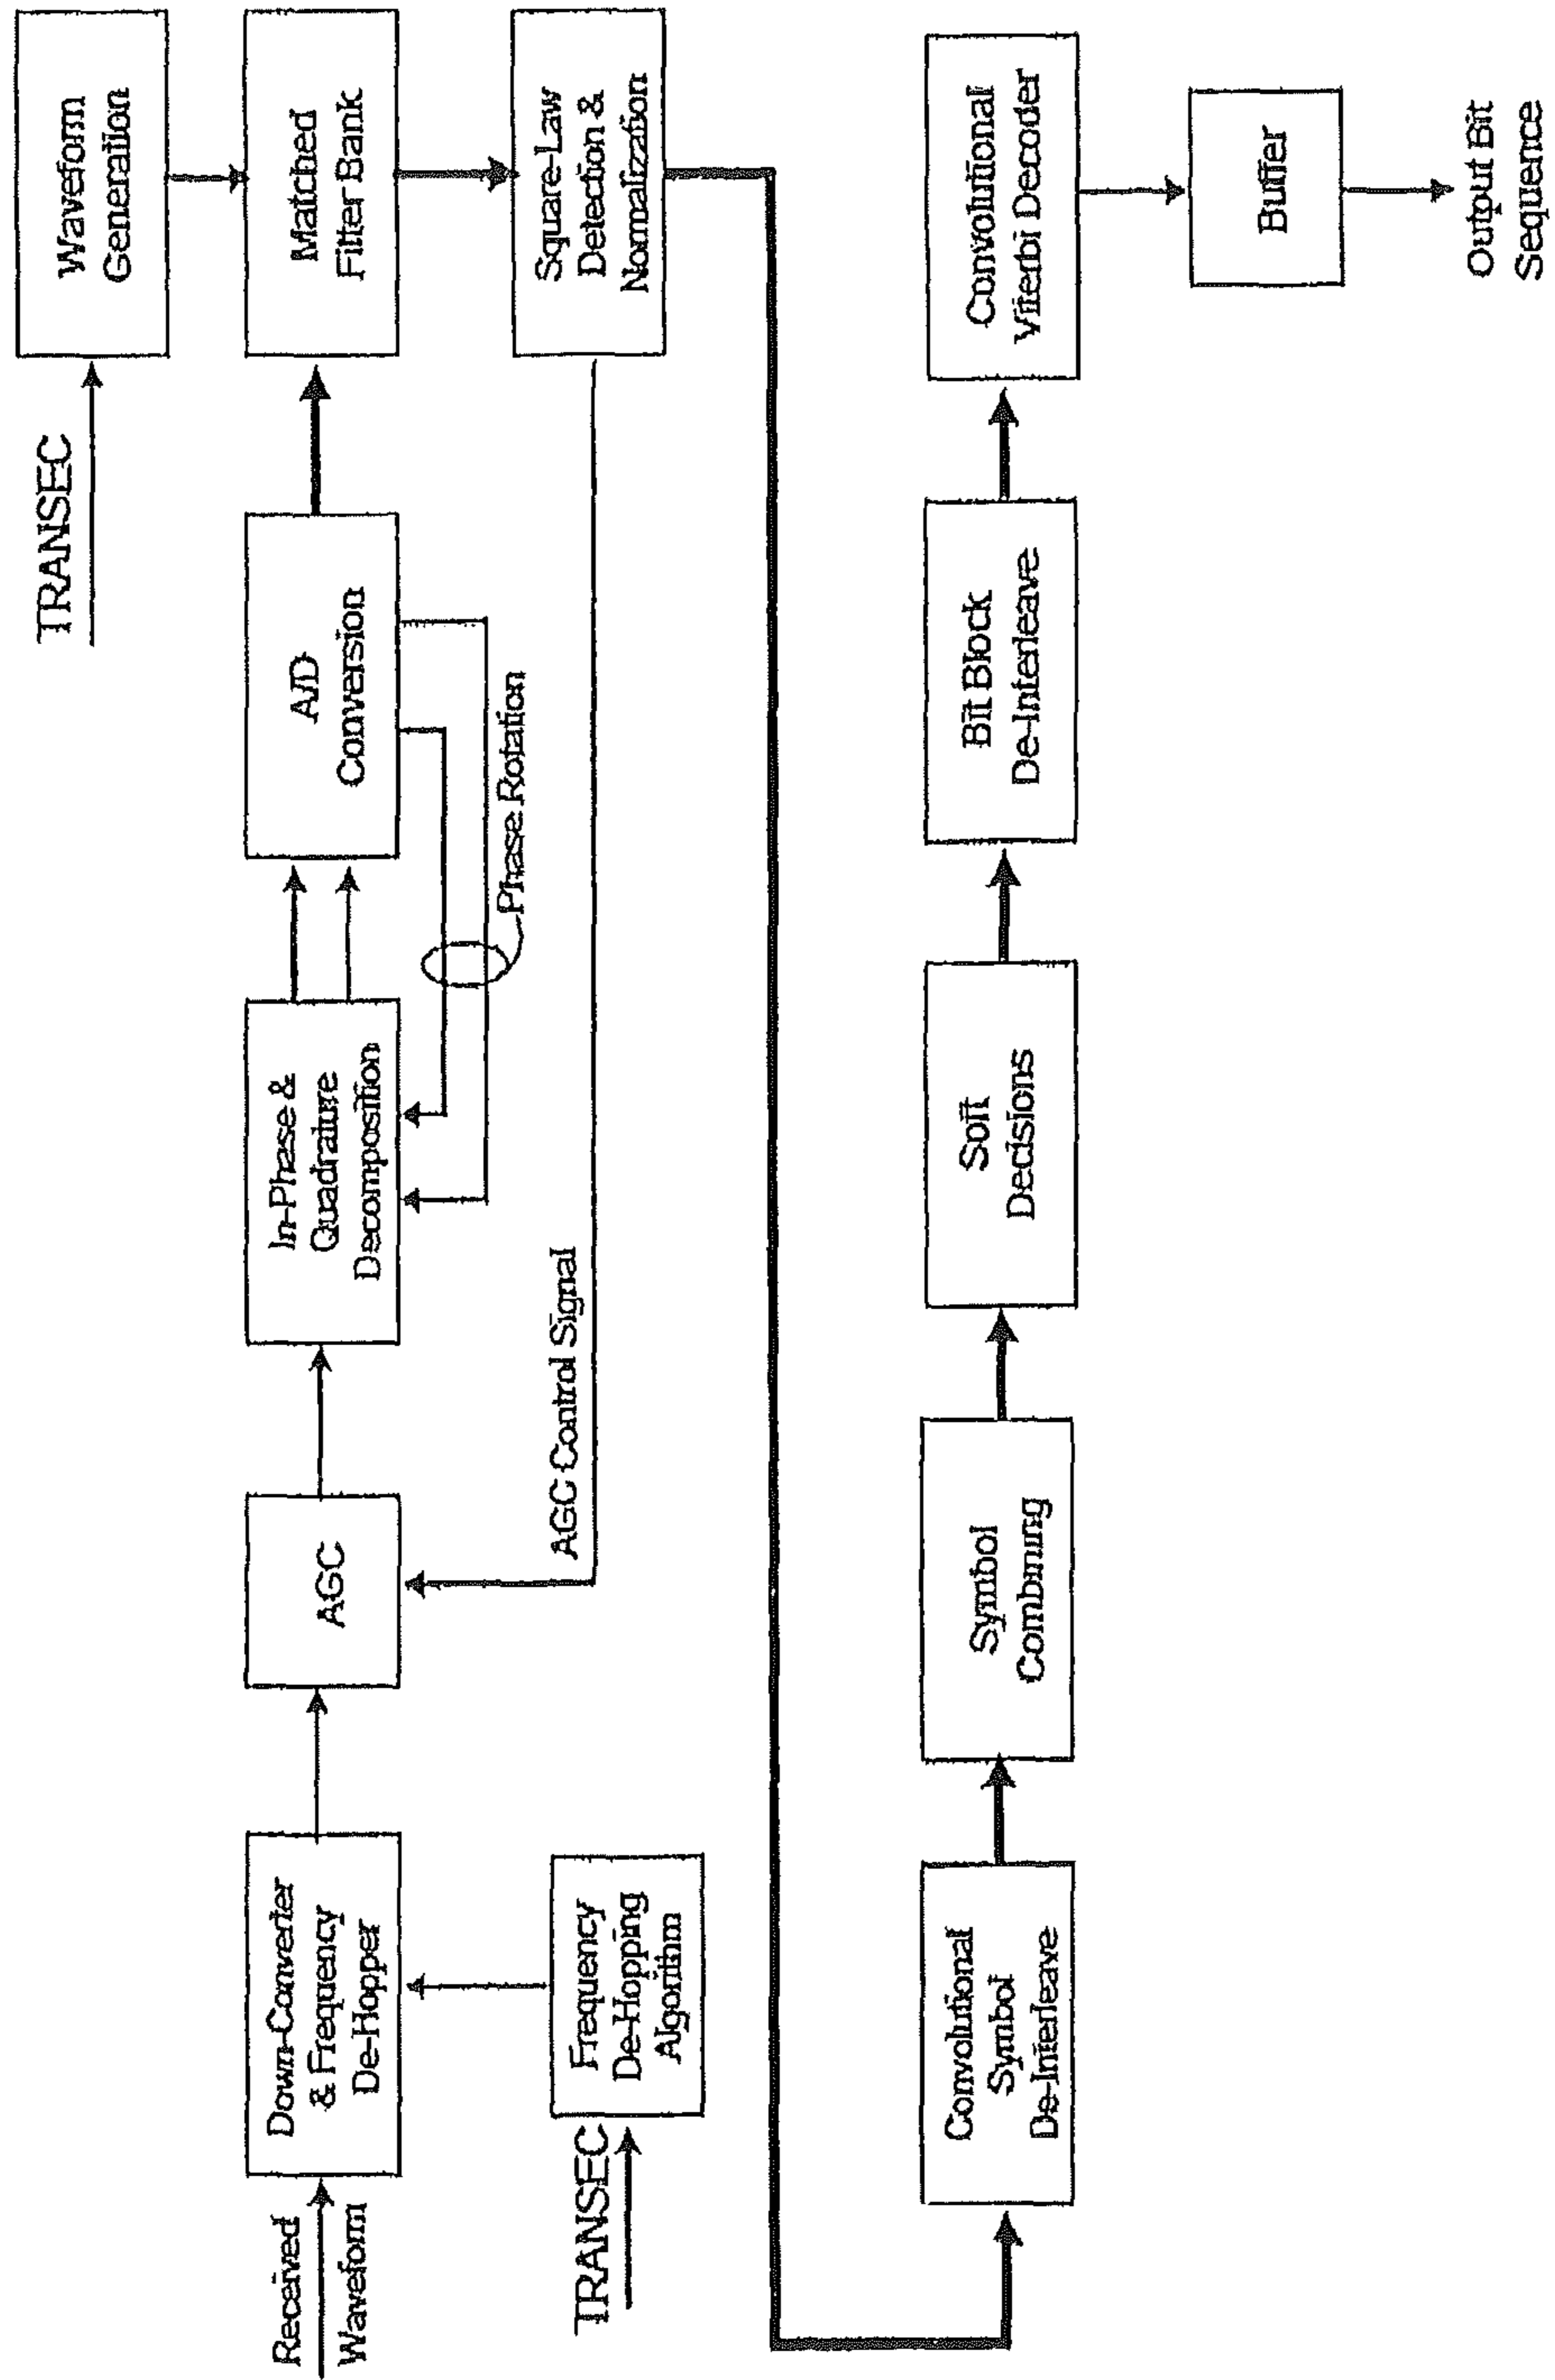 TRANSEC
Waveform
Generation
Received
Waveform
Down-Converter
& Frequency
De-Hopper
AGC
In-Phase &
Quadrature
Decomposition
A/D
Conversion
Matched
Filter Bank
Phase Rotation
TRANSEC
Frequency
De-Hopping
Algorithm
AGC Control Signal
Square-Law
Detection &
Normalization
Convolutional
Symbol
De-Interleave
Symbol
Combining
Soft
Decisions
Bit Block
De-Interleave
Convolutional
Viterbi Decoder
Buffer
Output Bit
Sequence